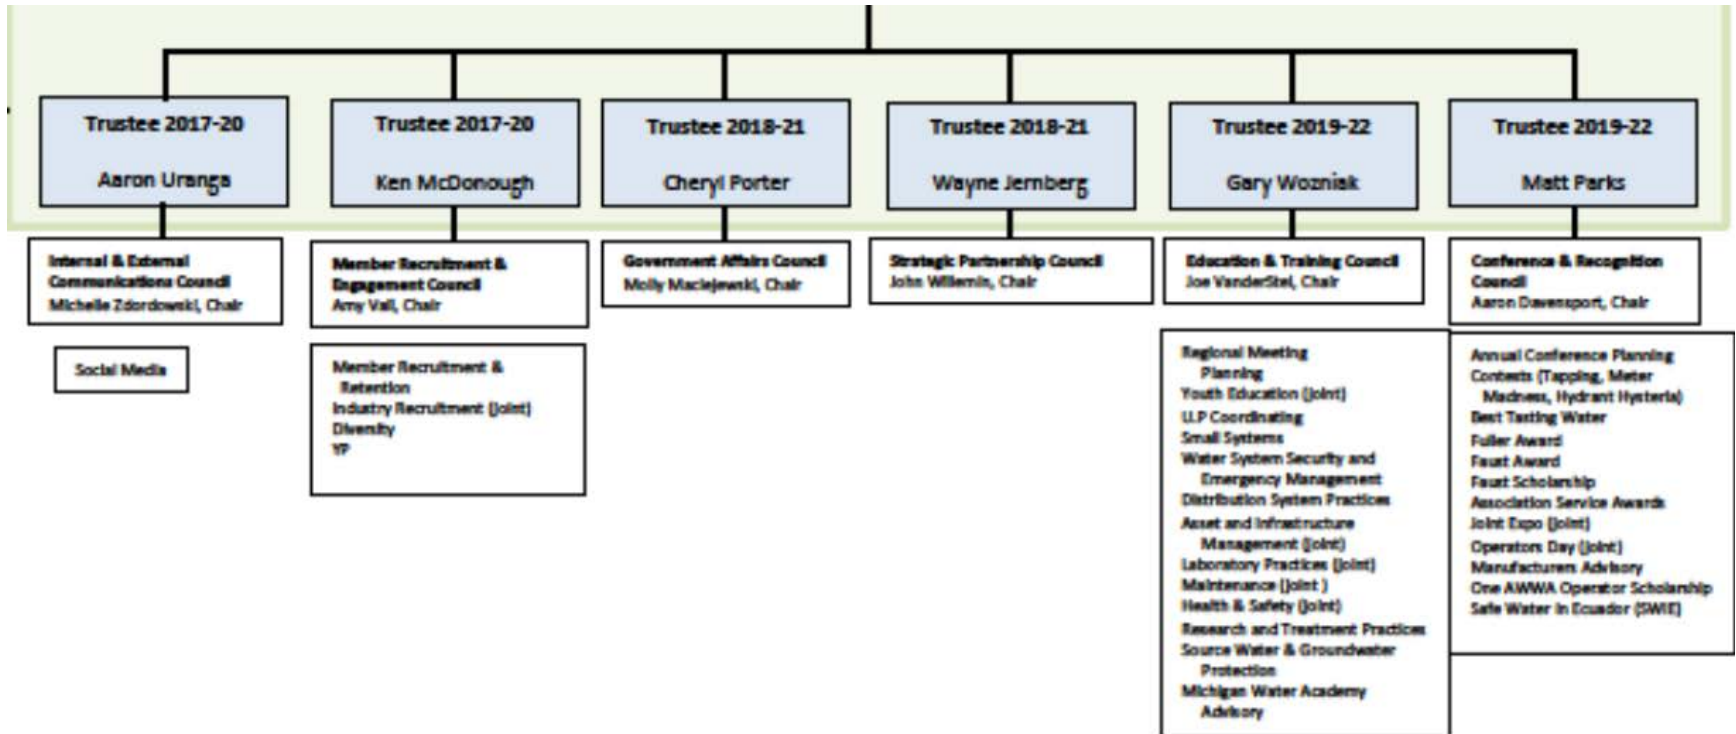 Trustee 2017-20
Aaron Uranga
Trustee 2017-20
Ken McDonough
Trustee 2018-21
Cheryl Porter
Trustee 2018-21
Wayne Jernberg
Trustee 2019-22
Gary Wozniak
Trustee 2019-22
Matt Parks
Internal & External
Communications Council
Michelle Zdordowski, Chair
Member Recruitment &
Engagement Council
Amy Vail, Chair
Government Affairs Council
Molly Maciejewski, Chair
Strategic Partnership Council
John Willemin, Chair
Education & Training Council
Joe VanderStel, Chair
Conference & Recognition
Council
Aaron Davensport, Chair
Social Media
Member Recruitment &
Retention
Industry Recruitment (Joint)
Diversity
YP
Regional Meeting
Planning
Youth Education (Joint)
U.P Coordinating
Small Systems
Water System Security and
Emergency Management
Distribution System Practices
Asset and Infrastructure
Management (Joint)
Laboratory Practices (Joint)
Maintenance (Joint )
Health & Safety (Joint)
Research and Treatment Practices
Source Water & Groundwater
Protection
Michigan Water Academy
Advisory
Annual Conference Planning
Contests (Tapping, Meter
Madness, Hydrant Hysteria)
Best Tasting Water
Fuller Award
Faust Award
Faust Scholarship
Association Service Awards
Joint Expo (Joint)
Operators Day (Joint)
Manufacturers Advisory
One AWWA Operator Scholarship
Safe Water in Ecuador (SWIE)